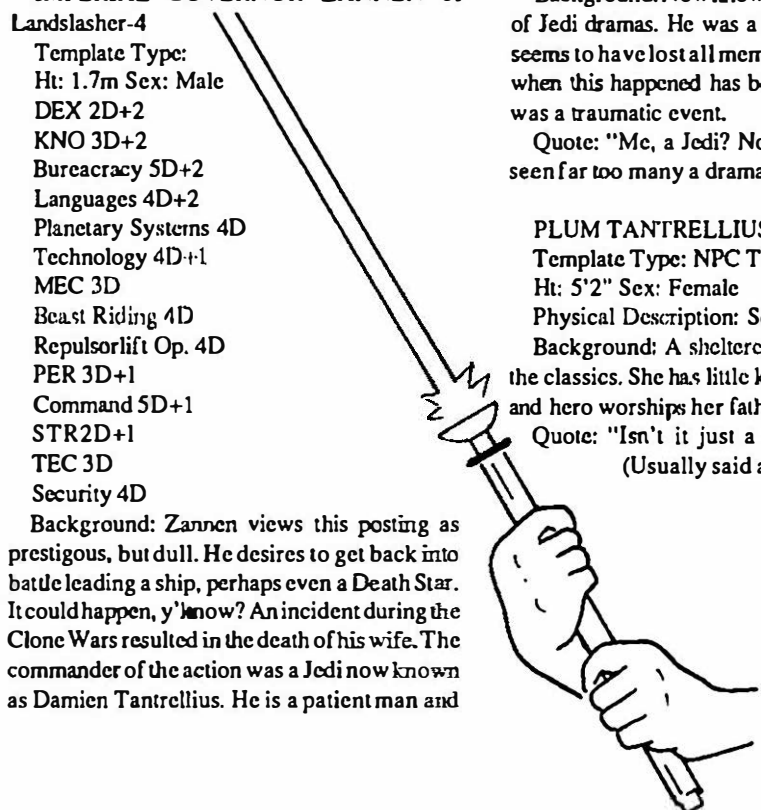 Landslasher-4
Template Type:
Ht: 1.7m Sex: Male
DEX 2D+2
KNO 3D+2
Bureacracy 5D+2
Languages 4D+2
Planetary Systems 4D
Technology 4D+1
MEC 3D
Beast Riding 4D
Repulsorlift Op. 4D
PER 3D+1
Command 5D+1
STR2D+1
TEC 3D
Security 4D
Background: Zannen views this posting as
prestigous, but dull. He desires to get back into
battle leading a ship, perhaps even a Death Star.
It could happen, y'know? An incident during the
Clone Wars resulted in the death of his wife. The
commander of the action was a Jedi now known
as Damien Tantrellius. He is a patient man and
of Jedi dramas. He was a
seems to have lost all mem
when this happened has be
was a traumatic event.
Quote: "Me, a Jedi? No
seen far too many a drama
PLUM TANTRELLIUS
Template Type: NPC T
Ht: 5'2" Sex: Female
Physical Description: S
Background: A sheltere
the classics. She has little k
and hero worships her fath
Quote: "Isn't it just a
(Usually said a